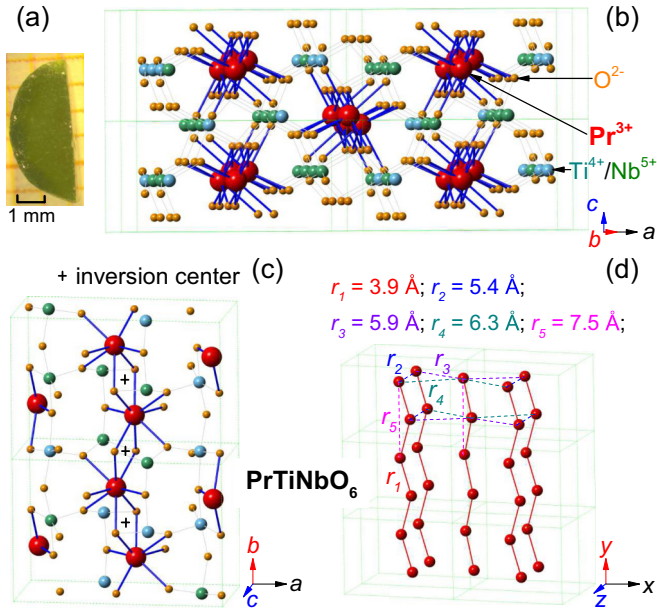 (a)
(b)
O²⁻
Pr³⁺
Ti⁴⁺/Nb⁵⁺
1 mm
c
b
a
+ inversion center
(c)
(d)
r₁ = 3.9 Å; r₂ = 5.4 Å;
r₃ = 5.9 Å; r₄ = 6.3 Å; r₅ = 7.5 Å;
r₂
r₃
r₄
r₅
r₁
+
+
+
PrTiNbO₆
b
a
c
y
x
z